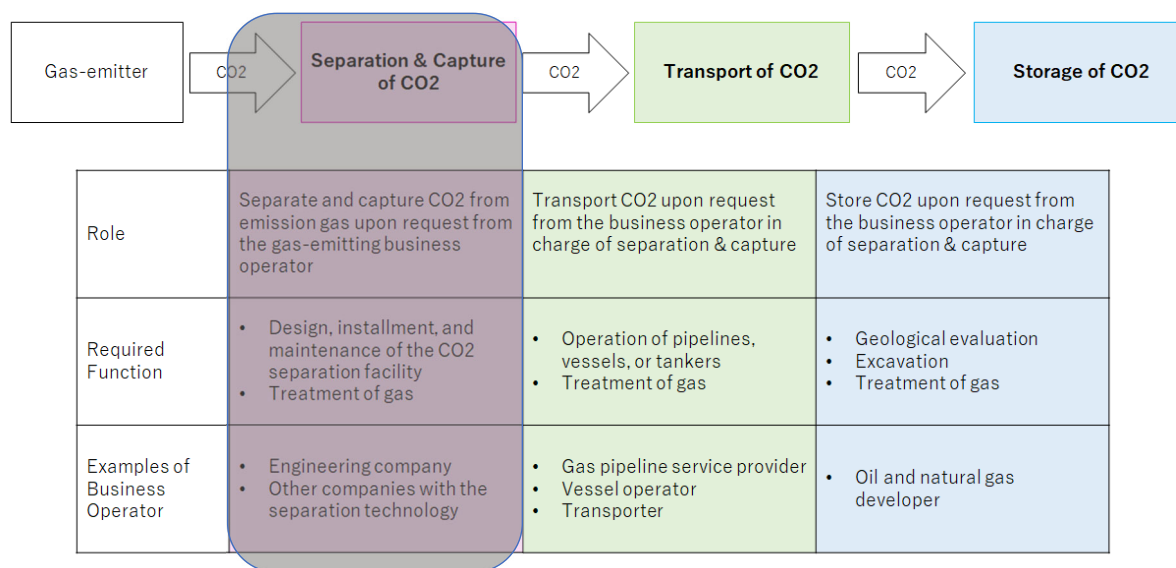 Gas-emitter
CO2
Separation & Capture
of CO2
CO2
Transport of CO2
CO2
Storage of CO2
Role
Separate and capture CO2 from
emission gas upon request from
the gas-emitting business
operator
Transport CO2 upon request
from the business operator in
charge of separation & capture
Store CO2 upon request from
the business operator in charge
of separation & capture
Required
Function
• Design, installment, and
maintenance of the CO2
separation facility
• Treatment of gas
• Operation of pipelines,
vessels, or tankers
• Treatment of gas
• Geological evaluation
• Excavation
• Treatment of gas
Examples of
Business
Operator
• Engineering company
• Other companies with the
separation technology
• Gas pipeline service provider
• Vessel operator
• Transporter
• Oil and natural gas
developer